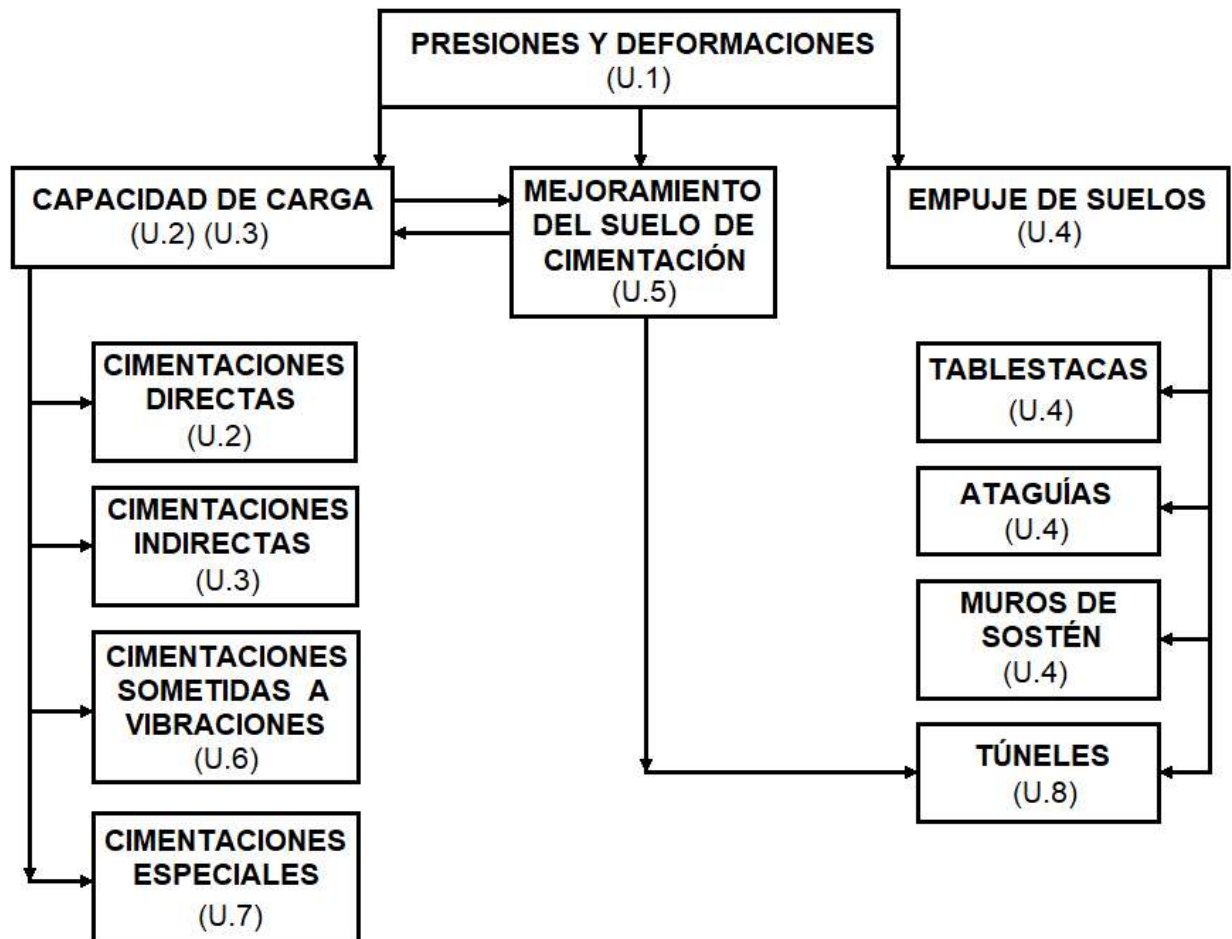 PRESIONES Y DEFORMACIONES
(U.1)
CAPACIDAD DE CARGA
(U.2) (U.3)
MEJORAMIENTO
DEL SUELO DE
CIMENTACIÓN
(U.5)
EMPUJE DE SUELOS
(U.4)
CIMENTACIONES
DIRECTAS
(U.2)
CIMENTACIONES
INDIRECTAS
(U.3)
CIMENTACIONES
SOMETIDAS A
VIBRACIONES
(U.6)
CIMENTACIONES
ESPECIALES
(U.7)
TABLESTACAS
(U.4)
ATAGUÍAS
(U.4)
MUROS DE
SOSTÉN
(U.4)
TÚNELES
(U.8)